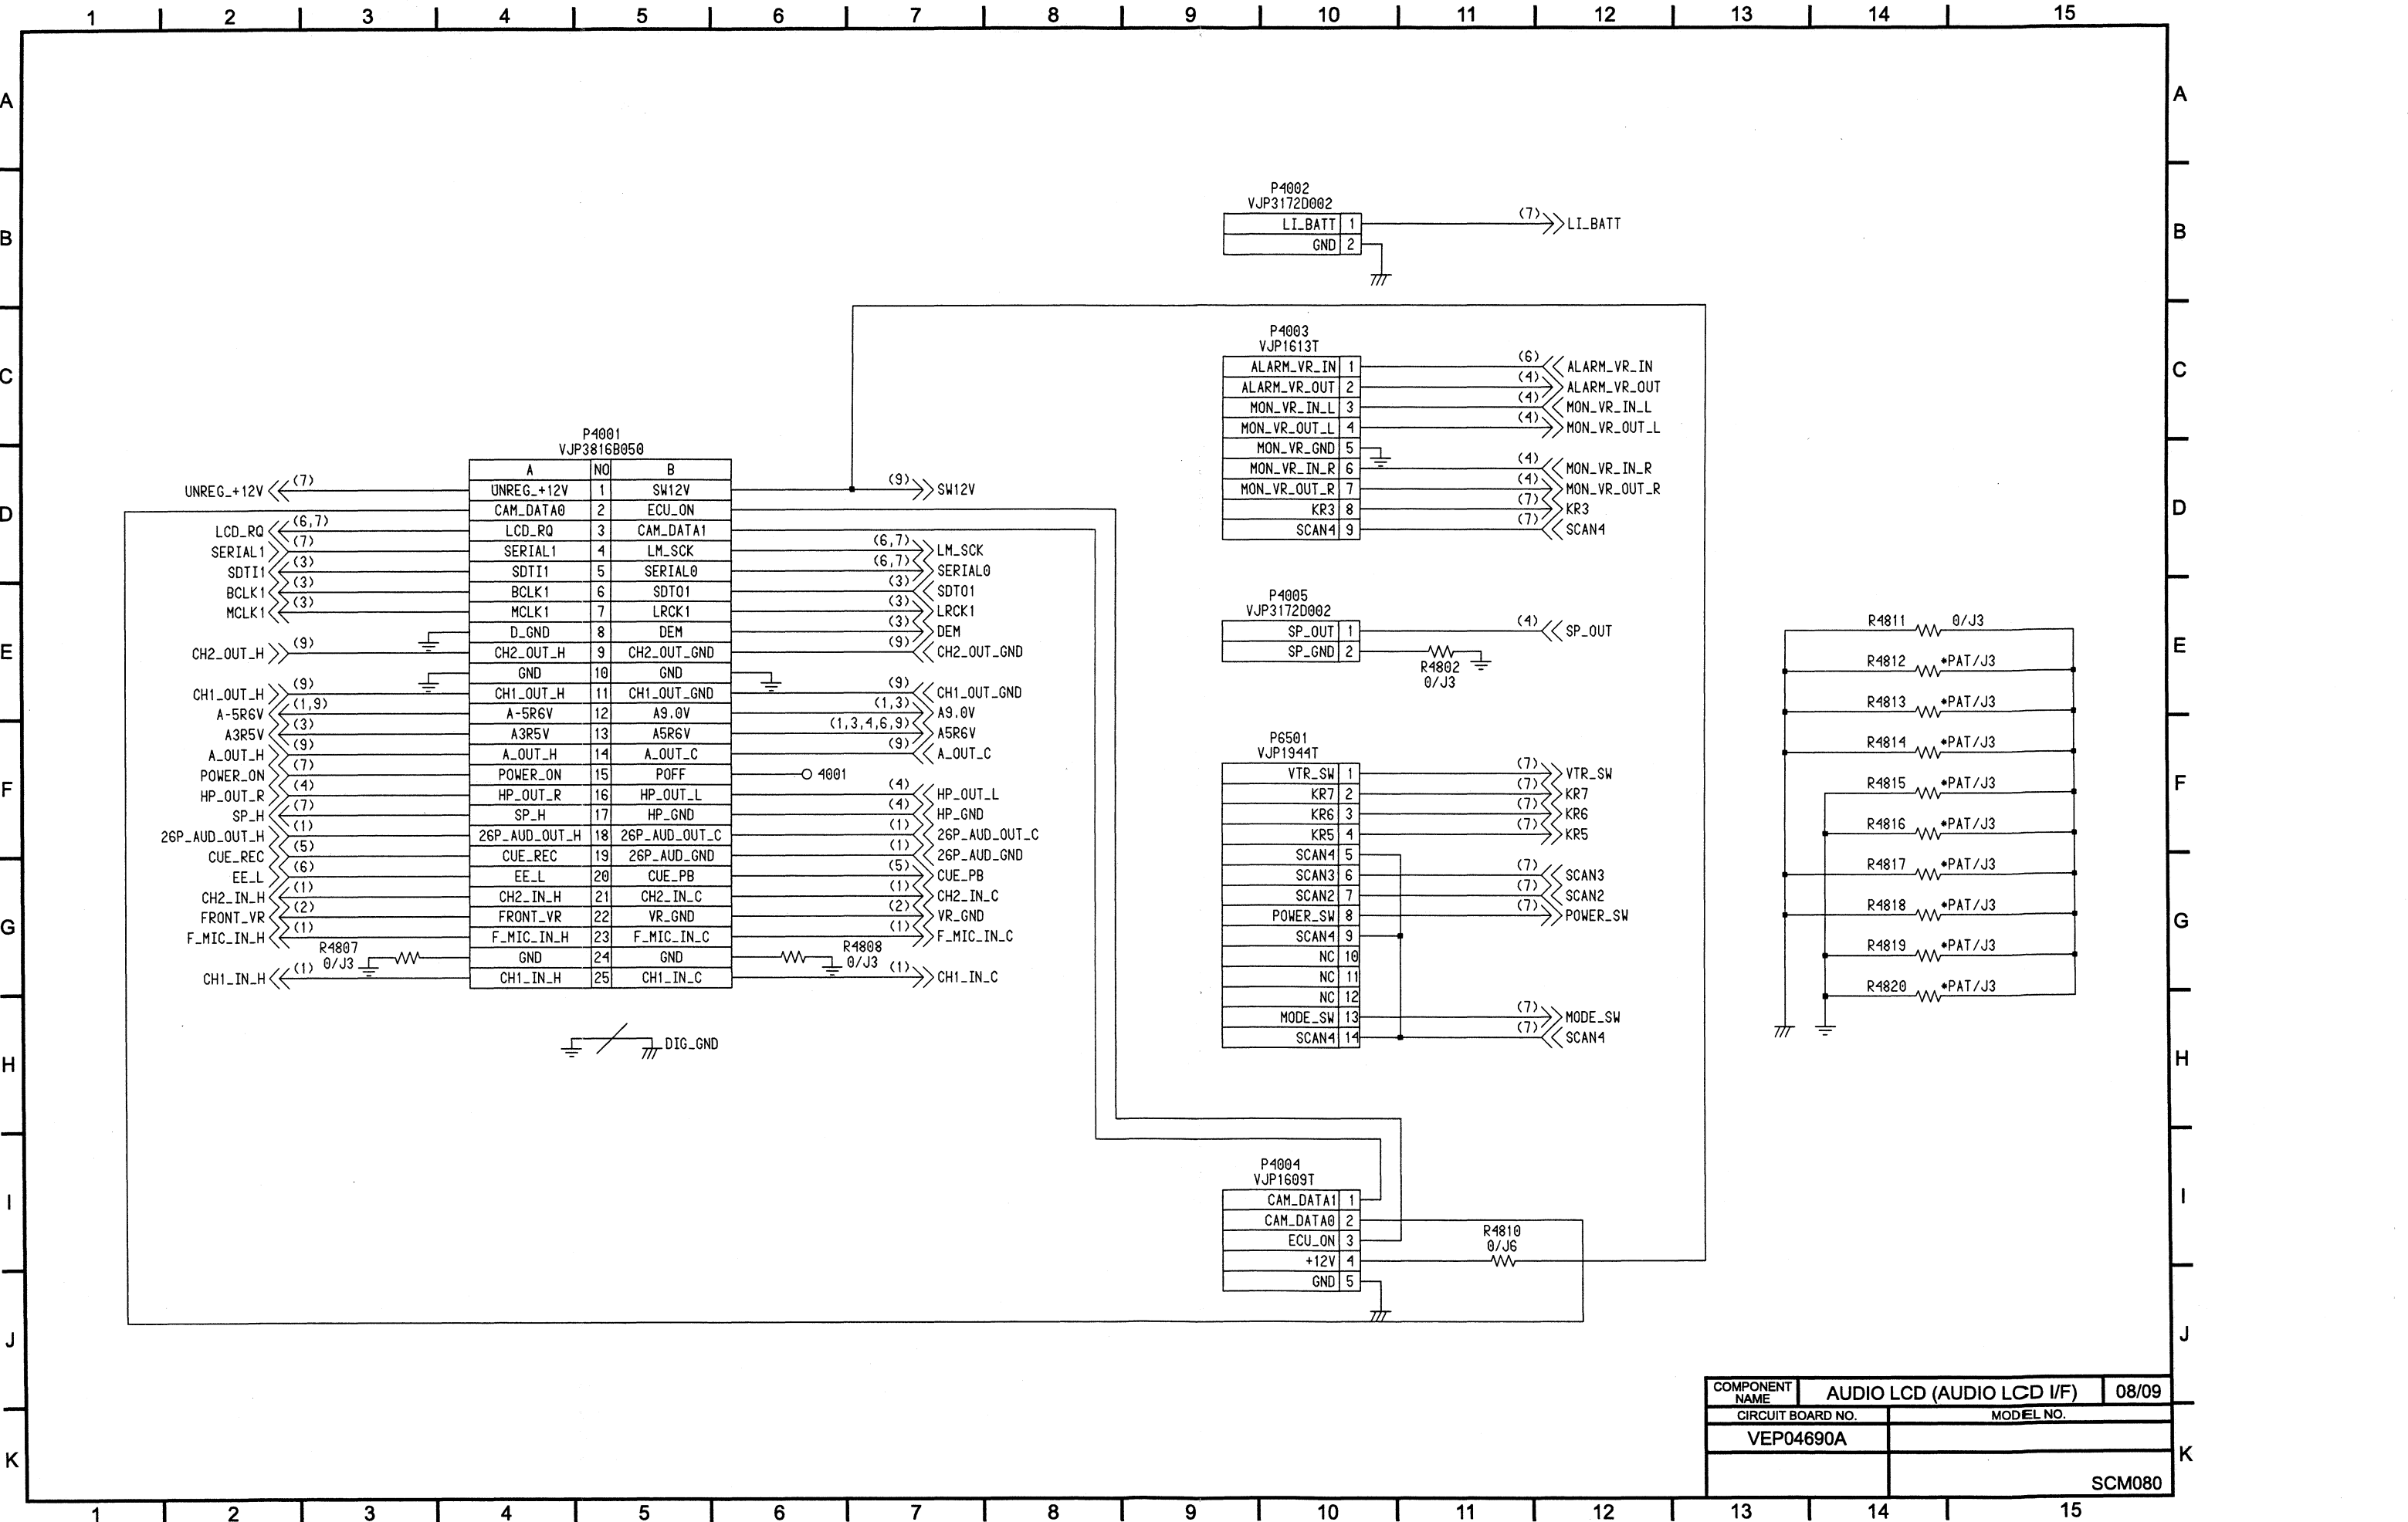 1 2 3 4 5 6 7 8 9 10 11 12 13 14 15
A A
B B
C C
D D
E E
F F
G G
H H
I I
J J
K K
P4002
VJP3172D002
LI_BATT 1 (7) LI_BATT
GND 2
P4003
VJP1613T
ALARM_VR_IN 1 (6) ALARM_VR_IN
ALARM_VR_OUT 2 (4) ALARM_VR_OUT
MON_VR_IN_L 3 (4) MON_VR_IN_L
MON_VR_OUT_L 4 (4) MON_VR_OUT_L
MON_VR_GND 5
MON_VR_IN_R 6 (4) MON_VR_IN_R
MON_VR_OUT_R 7 (4) MON_VR_OUT_R
KR3 8 (7) KR3
SCAN4 9 (7) SCAN4
P4001
VJP3816B050
A NO B
UNREG_+12V (7) UNREG_+12V 1 SW12V (9) SW12V
CAM_DATA0 2 ECU_ON
LCD_RQ (6,7) LCD_RQ 3 CAM_DATA1
SERIAL1 (7) SERIAL1 4 LM_SCK (6,7) LM_SCK
SDTI1 (3) SDTI1 5 SERIAL0 (6,7) SERIAL0
BCLK1 (3) BCLK1 6 SDTO1 (3) SDTO1
MCLK1 (3) MCLK1 7 LRCK1 (3) LRCK1
D_GND 8 DEM (3) DEM
CH2_OUT_H (9) CH2_OUT_H 9 CH2_OUT_GND (9) CH2_OUT_GND
GND 10 GND
CH1_OUT_H (9) CH1_OUT_H 11 CH1_OUT_GND (9) CH1_OUT_GND
A-5R6V (1,9) A-5R6V 12 A9.0V (1,3) A9.0V
A3R5V (3) A3R5V 13 A5R6V (1,3,4,6,9) A5R6V
A_OUT_H (9) A_OUT_H 14 A_OUT_C (9) A_OUT_C
POWER_ON (7) POWER_ON 15 POFF 4001
HP_OUT_R (4) HP_OUT_R 16 HP_OUT_L (4) HP_OUT_L
SP_H (7) SP_H 17 HP_GND (4) HP_GND
26P_AUD_OUT_H (1) 26P_AUD_OUT_H 18 26P_AUD_OUT_C (1) 26P_AUD_OUT_C
CUE_REC (5) CUE_REC 19 26P_AUD_GND (1) 26P_AUD_GND
EE_L (6) EE_L 20 CUE_PB (5) CUE_PB
CH2_IN_H (1) CH2_IN_H 21 CH2_IN_C (1) CH2_IN_C
FRONT_VR (2) FRONT_VR 22 VR_GND (2) VR_GND
F_MIC_IN_H (1) F_MIC_IN_H 23 F_MIC_IN_C (1) F_MIC_IN_C
R4807 0/J3 GND 24 GND R4808 0/J3
CH1_IN_H (1) CH1_IN_H 25 CH1_IN_C (1) CH1_IN_C
DIG_GND
P4005
VJP3172D002
SP_OUT 1 (4) SP_OUT
SP_GND 2
R4802
0/J3
P6501
VJP1944T
VTR_SW 1 (7) VTR_SW
KR7 2 (7) KR7
KR6 3 (7) KR6
KR5 4 (7) KR5
SCAN4 5
SCAN3 6 (7) SCAN3
SCAN2 7 (7) SCAN2
POWER_SW 8 (7) POWER_SW
SCAN4 9
NC 10
NC 11
NC 12
MODE_SW 13 (7) MODE_SW
SCAN4 14 (7) SCAN4
R4811 0/J3
R4812 *PAT/J3
R4813 *PAT/J3
R4814 *PAT/J3
R4815 *PAT/J3
R4816 *PAT/J3
R4817 *PAT/J3
R4818 *PAT/J3
R4819 *PAT/J3
R4820 *PAT/J3
P4004
VJP1609T
CAM_DATA1 1
CAM_DATA0 2
ECU_ON 3
+12V 4
GND 5
R4810
0/J6
COMPONENT NAME AUDIO LCD (AUDIO LCD I/F) 08/09
CIRCUIT BOARD NO. MODEL NO.
VEP04690A
SCM080
1 2 3 4 5 6 7 8 9 10 11 12 13 14 15